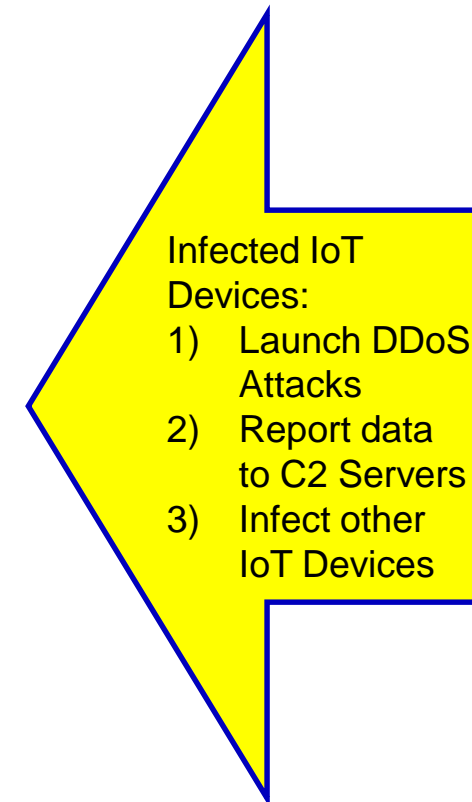 Infected IoT
Devices:
1) Launch DDoS
Attacks
2) Report data
to C2 Servers
3) Infect other
IoT Devices